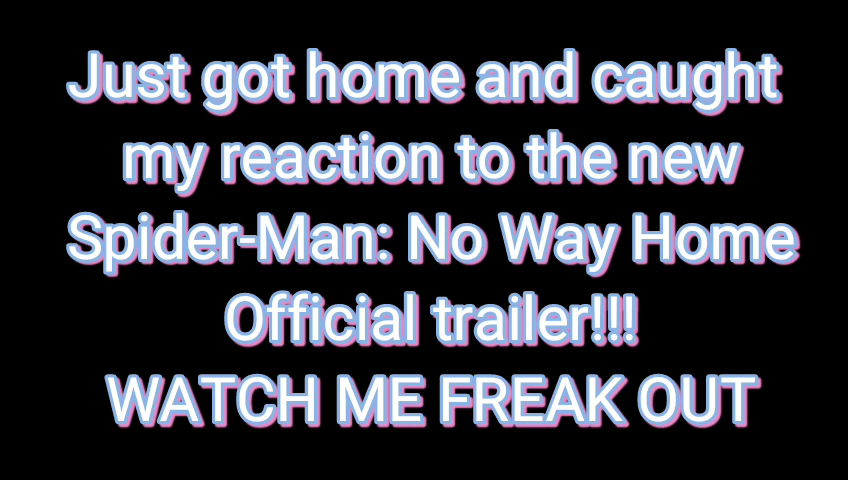 Just got home and caught
my reaction to the new
Spider-Man: No Way Home
Official trailer!!!
WATCH ME FREAK OUT